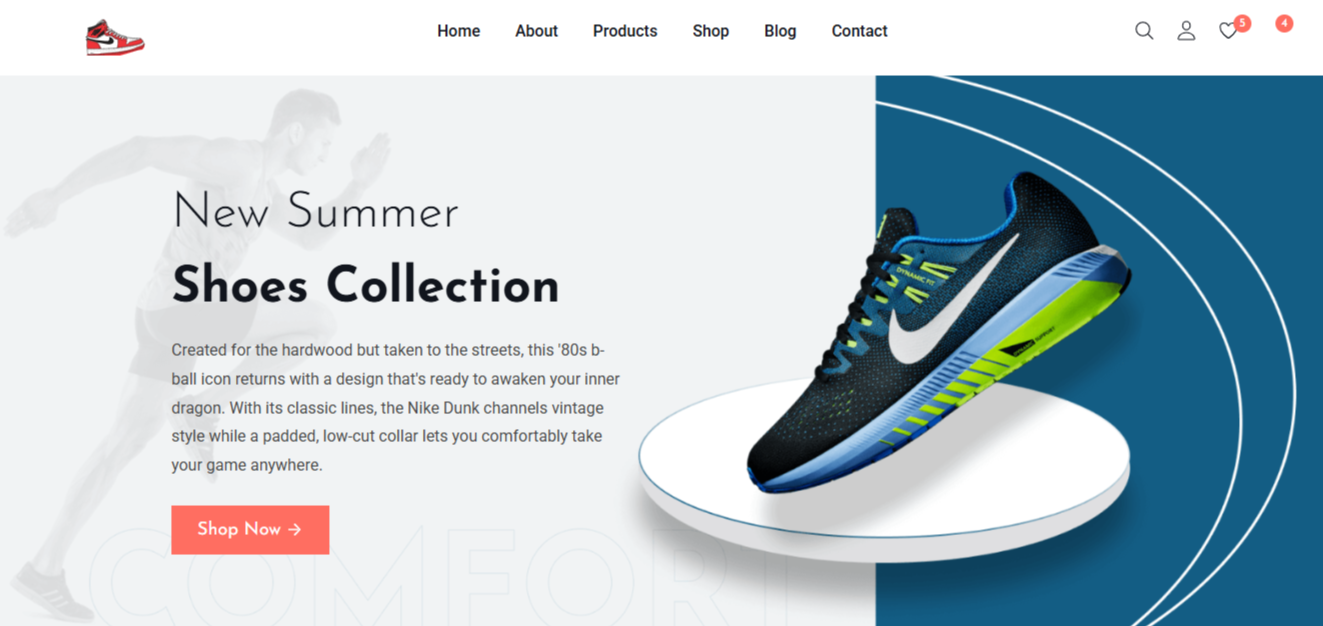 Home About Products Shop Blog Contact 5 4
New Summer
Shoes Collection
Created for the hardwood but taken to the streets, this '80s b-
ball icon returns with a design that's ready to awaken your inner
dragon. With its classic lines, the Nike Dunk channels vintage
style while a padded, low-cut collar lets you comfortably take
your game anywhere.
Shop Now →
COMFORT
DYNAMIC FIT